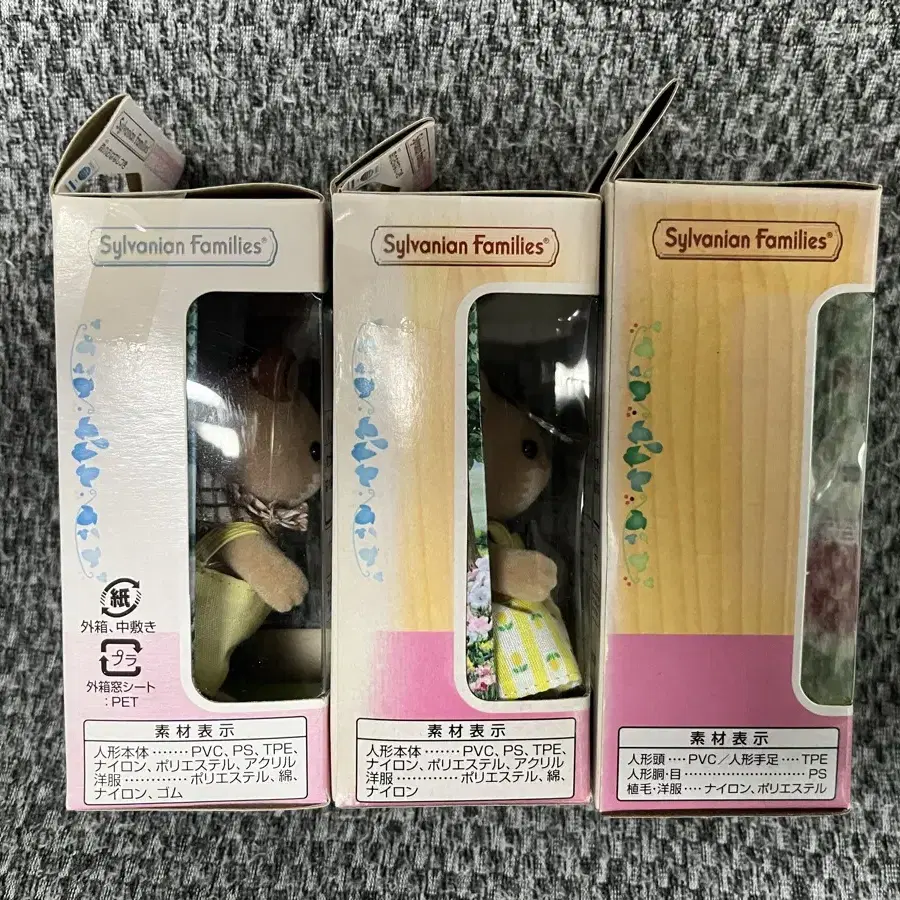 Sylvanian Families
Sylvanian Families®
紙
外箱、中敷き
プラ
外箱窓シート
:PET
素材表示
人形本体‥‥‥PVC、PS、TPE、
ナイロン、ポリエステル、アクリル
洋服‥‥‥‥‥‥ポリエステル、綿、
ナイロン、ゴム
Sylvanian Families
Sylvanian Families®
素材表示
人形本体‥‥‥PVC、PS、TPE、
ナイロン、ポリエステル、アクリル
洋服‥‥‥‥‥‥ポリエステル、綿、
ナイロン
Sylvanian Families®
素材表示
人形頭‥‥PVC／人形手足‥‥TPE
人形胴・目‥‥‥‥‥‥‥‥‥‥PS
植毛・洋服‥‥ナイロン、ポリエステル